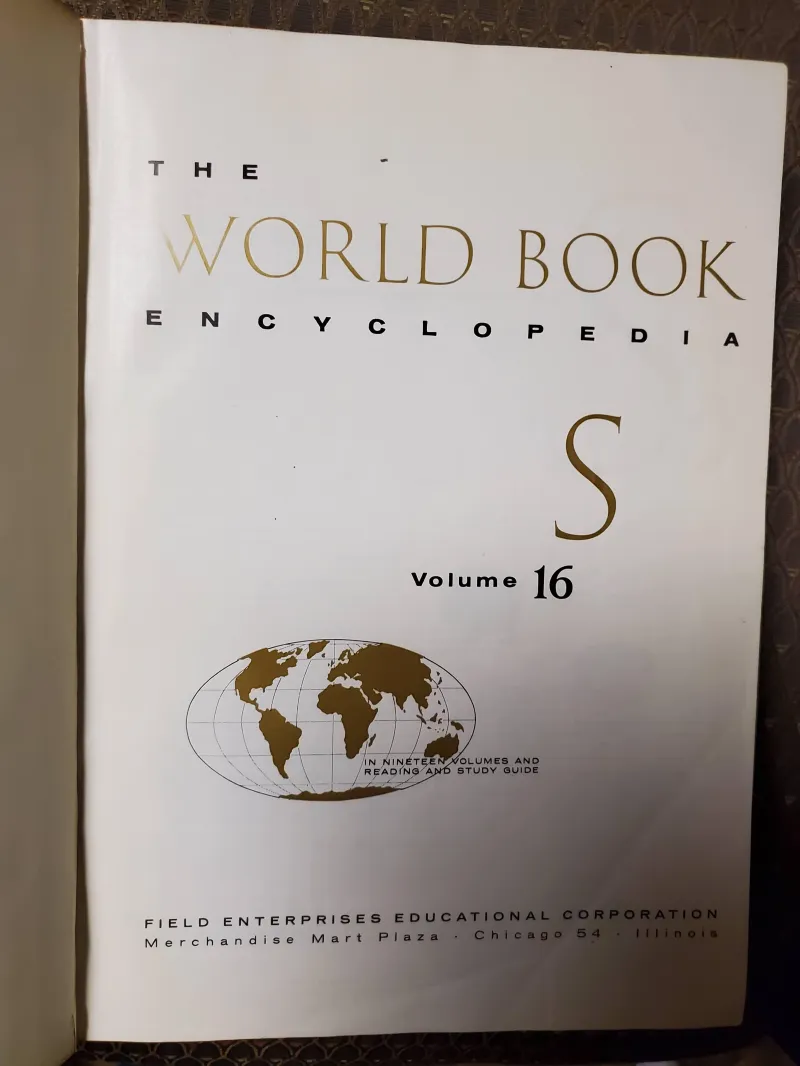 THE
WORLD BOOK
ENCYCLOPEDIA
S
Volume 16
IN NINETEEN VOLUMES AND
READING AND STUDY GUIDE
FIELD ENTERPRISES EDUCATIONAL CORPORATION
Merchandise Mart Plaza · Chicago 54 · Illinois